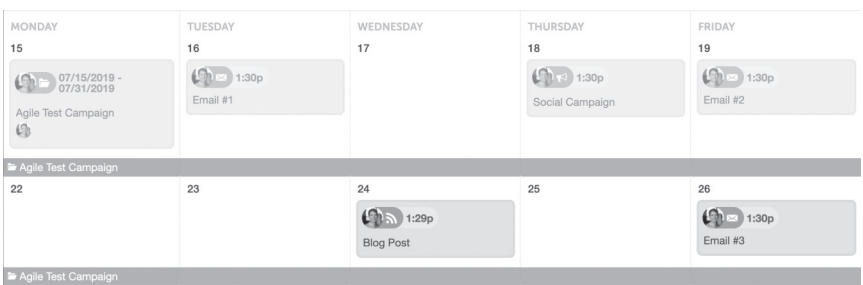 MONDAY TUESDAY WEDNESDAY THURSDAY FRIDAY
15 16 17 18 19
07/15/2019 -
07/31/2019
Agile Test Campaign
1:30p
Email #1
1:30p
Social Campaign
1:30p
Email #2
Agile Test Campaign
22 23 24 25 26
1:29p
Blog Post
1:30p
Email #3
Agile Test Campaign